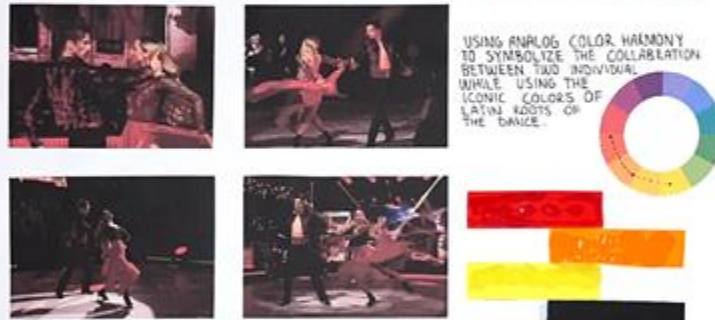 USING ANALOG COLOR HARMONY
TO SYMBOLIZE THE COLLABRATION
BETWEEN TWO INDIVIDUAL
WHILE USING THE
ICONIC COLORS OF
LATIN ROOTS OF
THE DANCE.